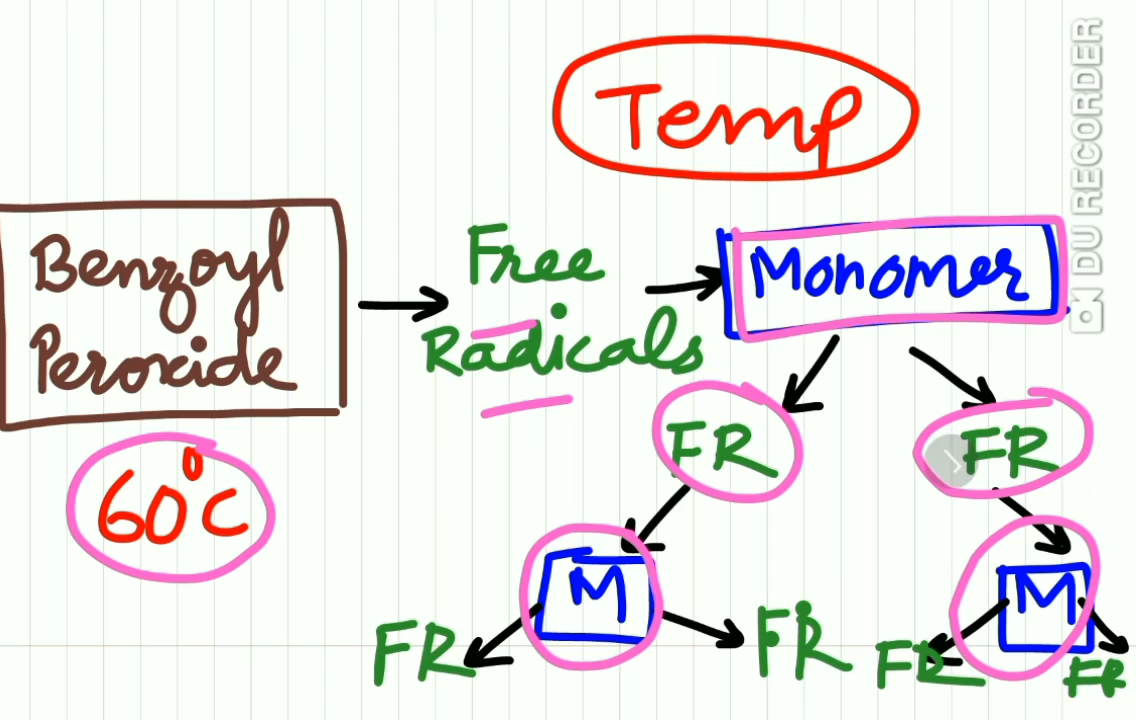 Temp
Benzoyl
Peroxide
60°C
Free
Radicals
Monomer
FR
FR
M
M
FR
FR
FR
FR
DU RECORDER